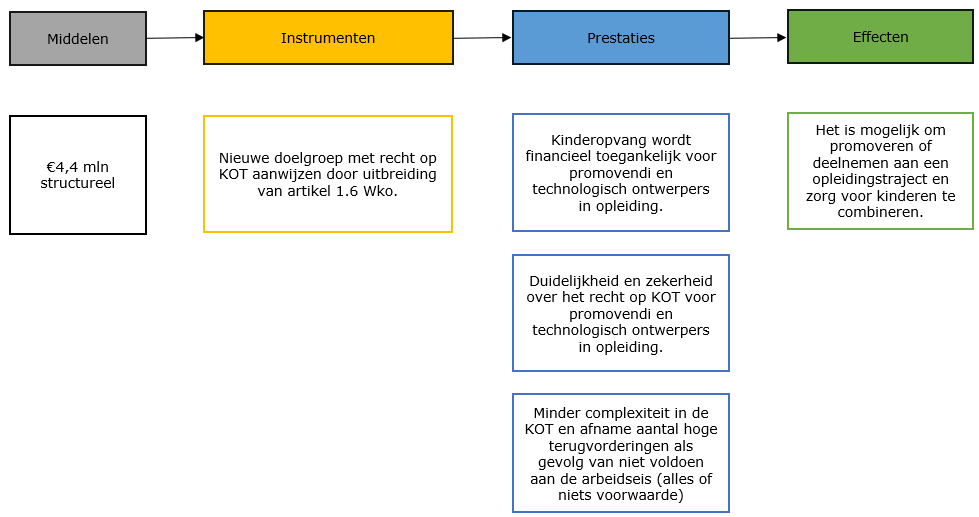 Middelen
Instrumenten
Prestaties
Effecten
€4,4 mln
structureel
Nieuwe doelgroep met recht op
KOT aanwijzen door uitbreiding
van artikel 1.6 Wko.
Kinderopvang wordt
financieel toegankelijk voor
promovendi en
technologisch ontwerpers
in opleiding.
Duidelijkheid en zekerheid
over het recht op KOT voor
promovendi en
technologisch ontwerpers
in opleiding.
Minder complexiteit in de
KOT en afname aantal hoge
terugvorderingen als
gevolg van niet voldoen
aan de arbeidseis (alles of
niets voorwaarde)
Het is mogelijk om
promoveren of
deelnemen aan een
opleidingstraject en
zorg voor kinderen te
combineren.